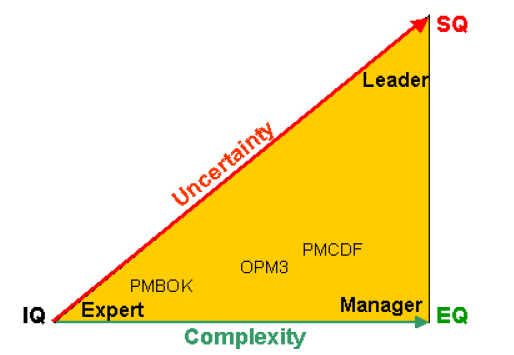 SQ
Leader
Uncertainty
PMCDF
OPM3
PMBOK
IQ
Expert
Manager
EQ
Complexity